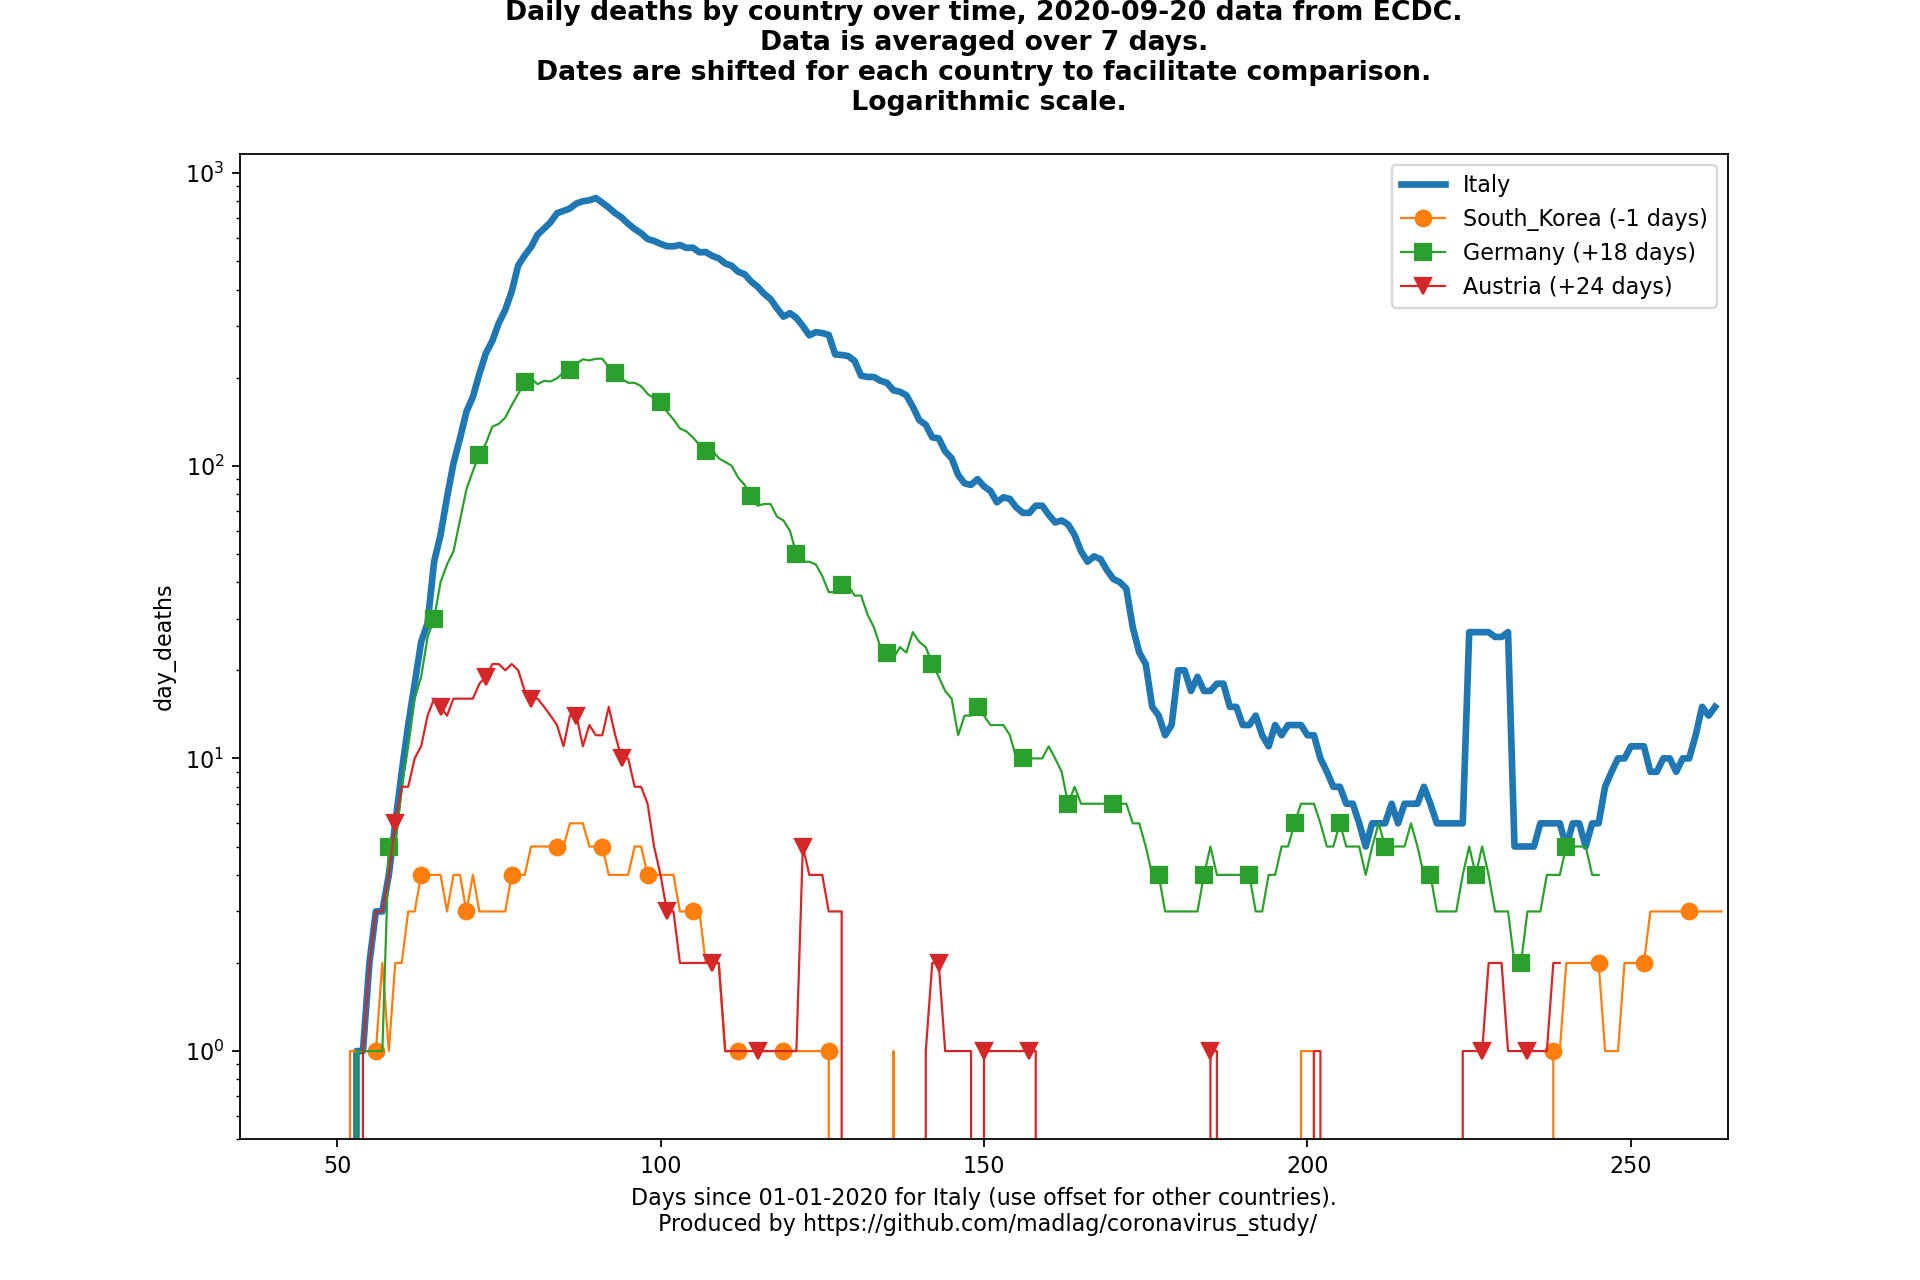 Daily deaths by country over time, 2020-09-20 data from ECDC.
Data is averaged over 7 days.
Dates are shifted for each country to facilitate comparison.
Logarithmic scale.
10³
10²
10¹
10⁰
day_deaths
Italy
South_Korea (-1 days)
Germany (+18 days)
Austria (+24 days)
50 100 150 200 250
Days since 01-01-2020 for Italy (use offset for other countries).
Produced by https://github.com/madlag/coronavirus_study/